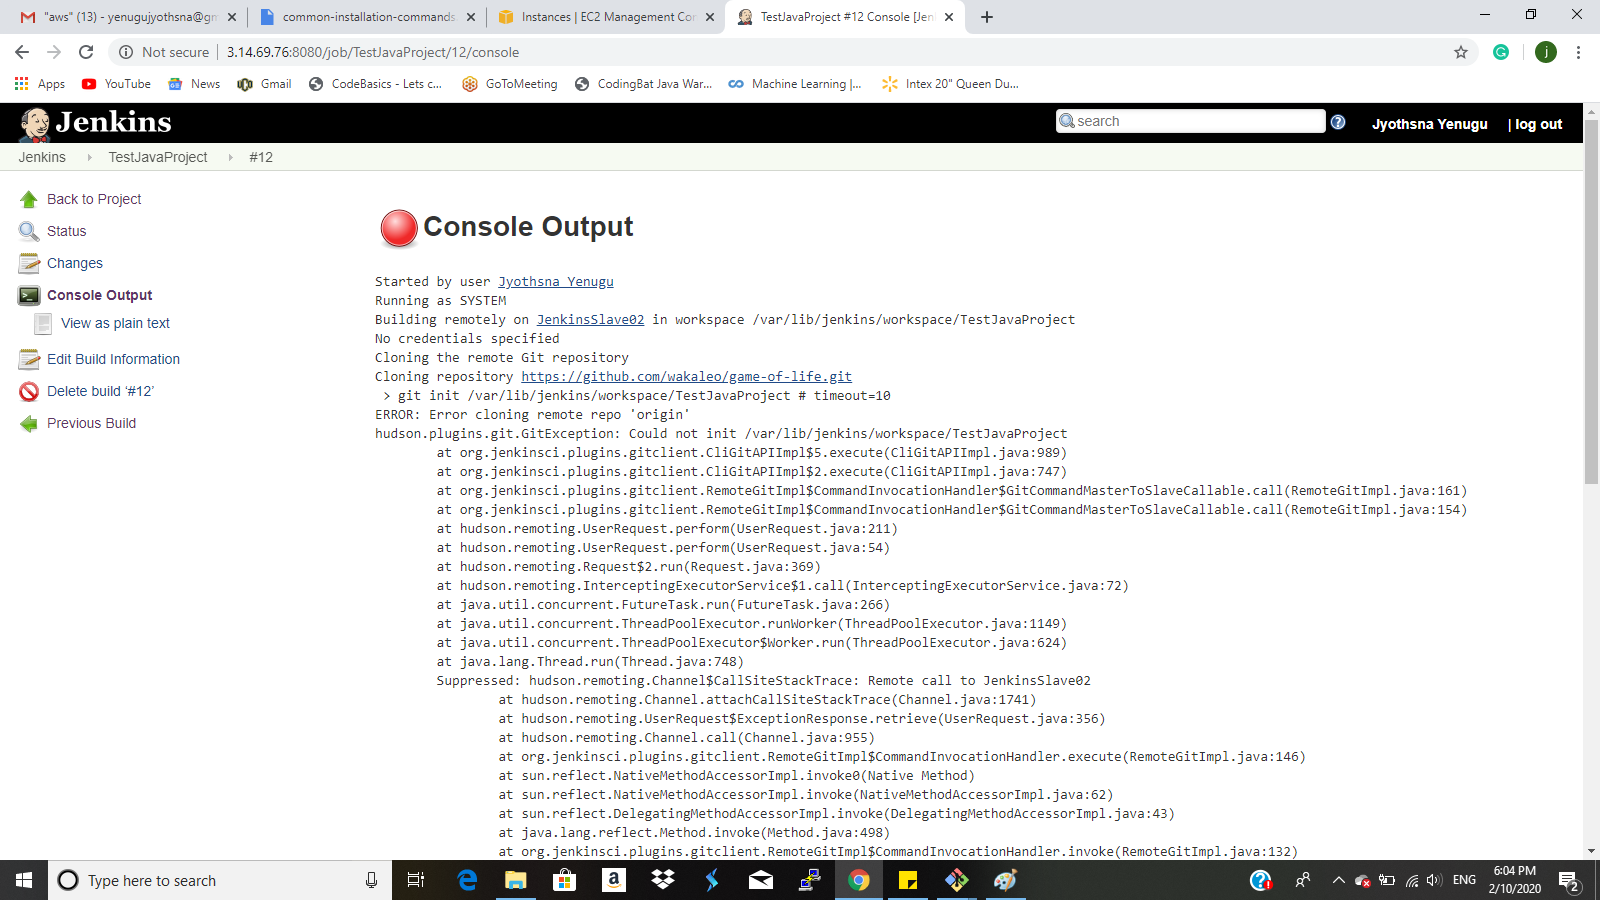 "aws" (13) - yenugujyothsna@gm
common-installation-commands.
Instances | EC2 Management Con
TestJavaProject #12 Console [Jen
Not secure
3.14.69.76:8080/job/TestJavaProject/12/console
j
Apps
YouTube
News
Gmail
CodeBasics - Lets c...
GoToMeeting
CodingBat Java War...
Machine Learning |...
Intex 20" Queen Du...
Jenkins
search
Jyothsna Yenugu
| log out
Jenkins
TestJavaProject
#12
Back to Project
Status
Changes
Console Output
View as plain text
Edit Build Information
Delete build ‘#12’
Previous Build
Console Output
Started by user Jyothsna Yenugu
Running as SYSTEM
Building remotely on JenkinsSlave02 in workspace /var/lib/jenkins/workspace/TestJavaProject
No credentials specified
Cloning the remote Git repository
Cloning repository https://github.com/wakaleo/game-of-life.git
> git init /var/lib/jenkins/workspace/TestJavaProject # timeout=10
ERROR: Error cloning remote repo 'origin'
hudson.plugins.git.GitException: Could not init /var/lib/jenkins/workspace/TestJavaProject
at org.jenkinsci.plugins.gitclient.CliGitAPIImpl$5.execute(CliGitAPIImpl.java:989)
at org.jenkinsci.plugins.gitclient.CliGitAPIImpl$2.execute(CliGitAPIImpl.java:747)
at org.jenkinsci.plugins.gitclient.RemoteGitImpl$CommandInvocationHandler$GitCommandMasterToSlaveCallable.call(RemoteGitImpl.java:161)
at org.jenkinsci.plugins.gitclient.RemoteGitImpl$CommandInvocationHandler$GitCommandMasterToSlaveCallable.call(RemoteGitImpl.java:154)
at hudson.remoting.UserRequest.perform(UserRequest.java:211)
at hudson.remoting.UserRequest.perform(UserRequest.java:54)
at hudson.remoting.Request$2.run(Request.java:369)
at hudson.remoting.InterceptingExecutorService$1.call(InterceptingExecutorService.java:72)
at java.util.concurrent.FutureTask.run(FutureTask.java:266)
at java.util.concurrent.ThreadPoolExecutor.runWorker(ThreadPoolExecutor.java:1149)
at java.util.concurrent.ThreadPoolExecutor$Worker.run(ThreadPoolExecutor.java:624)
at java.lang.Thread.run(Thread.java:748)
Suppressed: hudson.remoting.Channel$CallSiteStackTrace: Remote call to JenkinsSlave02
at hudson.remoting.Channel.attachCallSiteStackTrace(Channel.java:1741)
at hudson.remoting.UserRequest$ExceptionResponse.retrieve(UserRequest.java:356)
at hudson.remoting.Channel.call(Channel.java:955)
at org.jenkinsci.plugins.gitclient.RemoteGitImpl$CommandInvocationHandler.execute(RemoteGitImpl.java:146)
at sun.reflect.NativeMethodAccessorImpl.invoke0(Native Method)
at sun.reflect.NativeMethodAccessorImpl.invoke(NativeMethodAccessorImpl.java:62)
at sun.reflect.DelegatingMethodAccessorImpl.invoke(DelegatingMethodAccessorImpl.java:43)
at java.lang.reflect.Method.invoke(Method.java:498)
at org.jenkinsci.plugins.gitclient.RemoteGitImpl$CommandInvocationHandler.invoke(RemoteGitImpl.java:132)
Type here to search
ENG
6:04 PM
2/10/2020
2